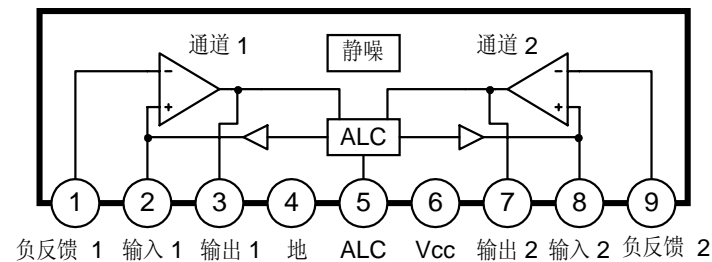 通道 1
静噪
通道 2
−
+
−
+
ALC
1 2 3 4 5 6 7 8 9
负反馈 1 输入 1 输出 1 地 ALC Vcc 输出 2 输入 2 负反馈 2